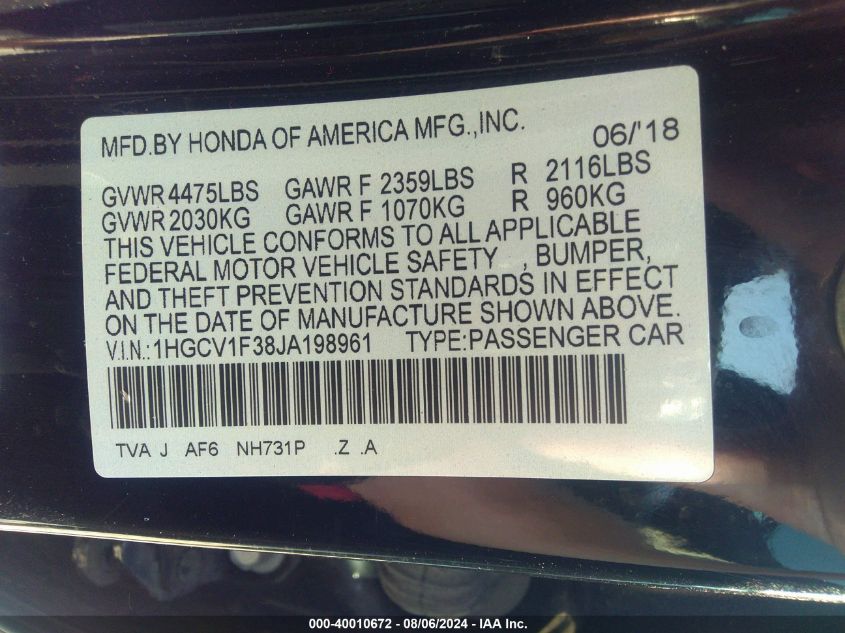 MFD.BY HONDA OF AMERICA MFG.,INC. 06/'18
GVWR 4475LBS GAWR F 2359LBS R 2116LBS
GVWR 2030KG GAWR F 1070KG R 960KG
THIS VEHICLE CONFORMS TO ALL APPLICABLE
FEDERAL MOTOR VEHICLE SAFETY , BUMPER,
AND THEFT PREVENTION STANDARDS IN EFFECT
ON THE DATE OF MANUFACTURE SHOWN ABOVE.
V.I.N.:1HGCV1F38JA198961 TYPE:PASSENGER CAR
TVA J AF6 NH731P .Z .A
000-40010672 - 08/06/2024 - IAA Inc.